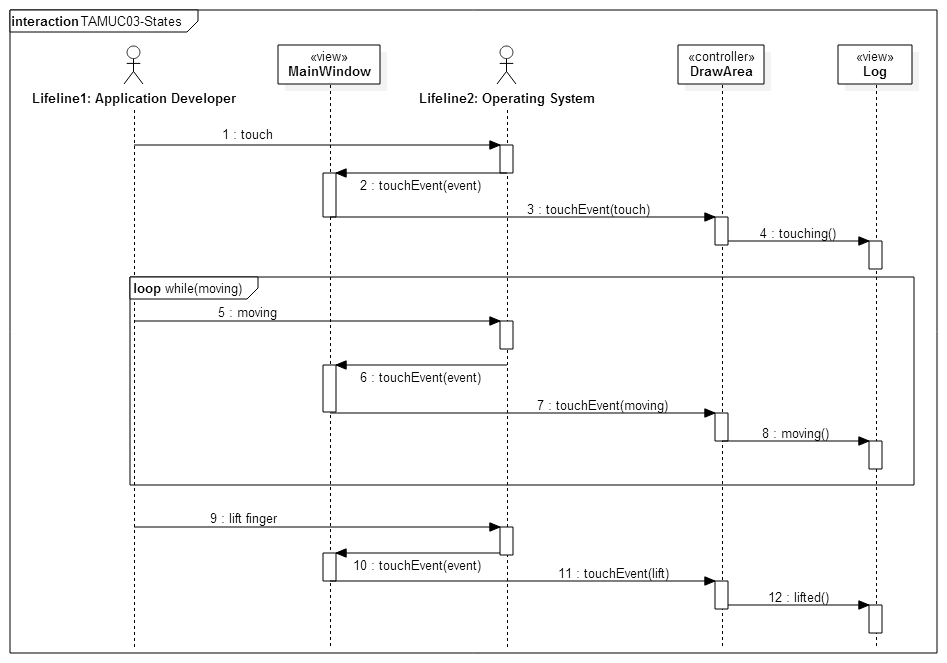 interaction TAMUC03-States
«view»
MainWindow
«controller»
DrawArea
«view»
Log
Lifeline1: Application Developer
Lifeline2: Operating System
1 : touch
2 : touchEvent(event)
3 : touchEvent(touch)
4 : touching()
loop while(moving)
5 : moving
6 : touchEvent(event)
7 : touchEvent(moving)
8 : moving()
9 : lift finger
10 : touchEvent(event)
11 : touchEvent(lift)
12 : lifted()